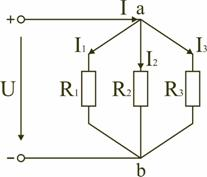 + I a
I₁ I₂ I₃
U R₁ R₂ R₃
− b